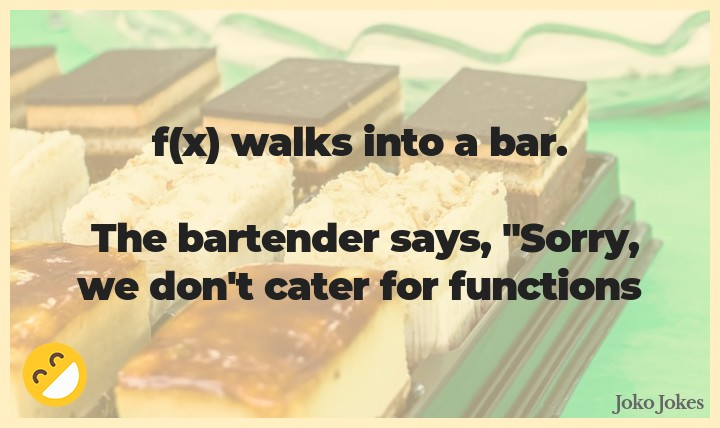 f(x) walks into a bar.
The bartender says, "Sorry,
we don't cater for functions
Joko Jokes